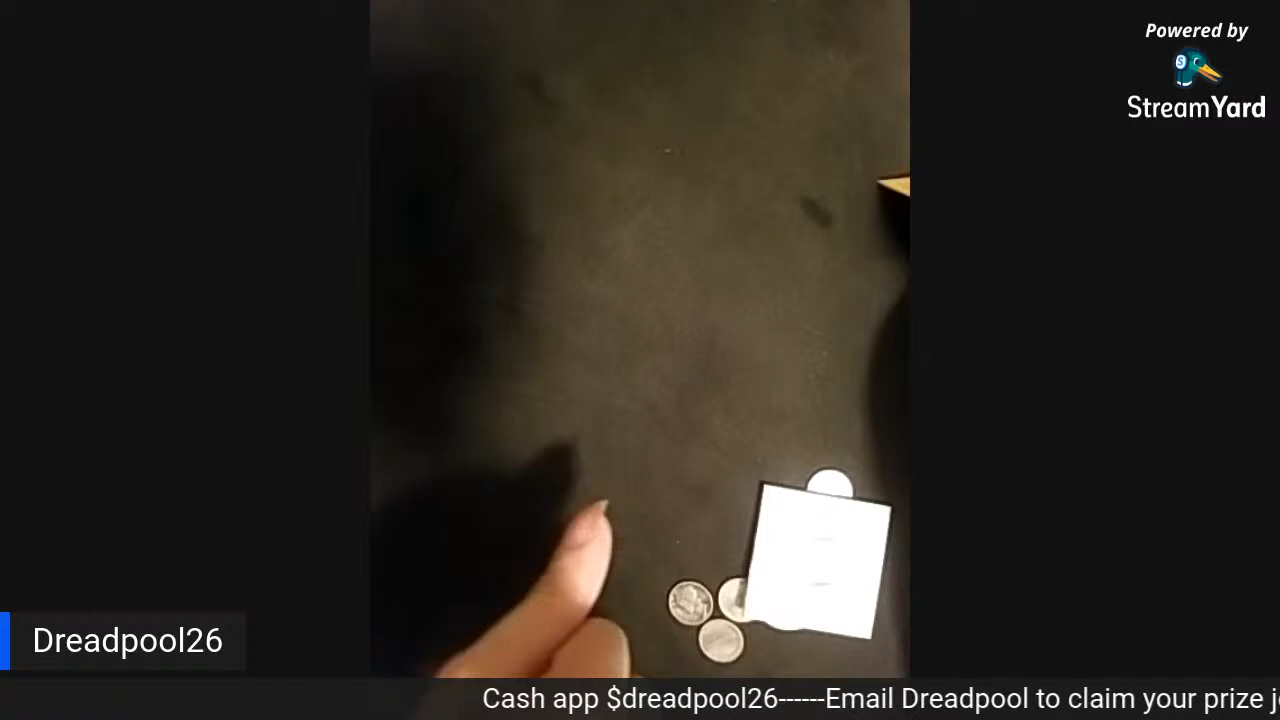 Powered by
StreamYard
Dreadpool26
Cash app $dreadpool26------Email Dreadpool to claim your prize